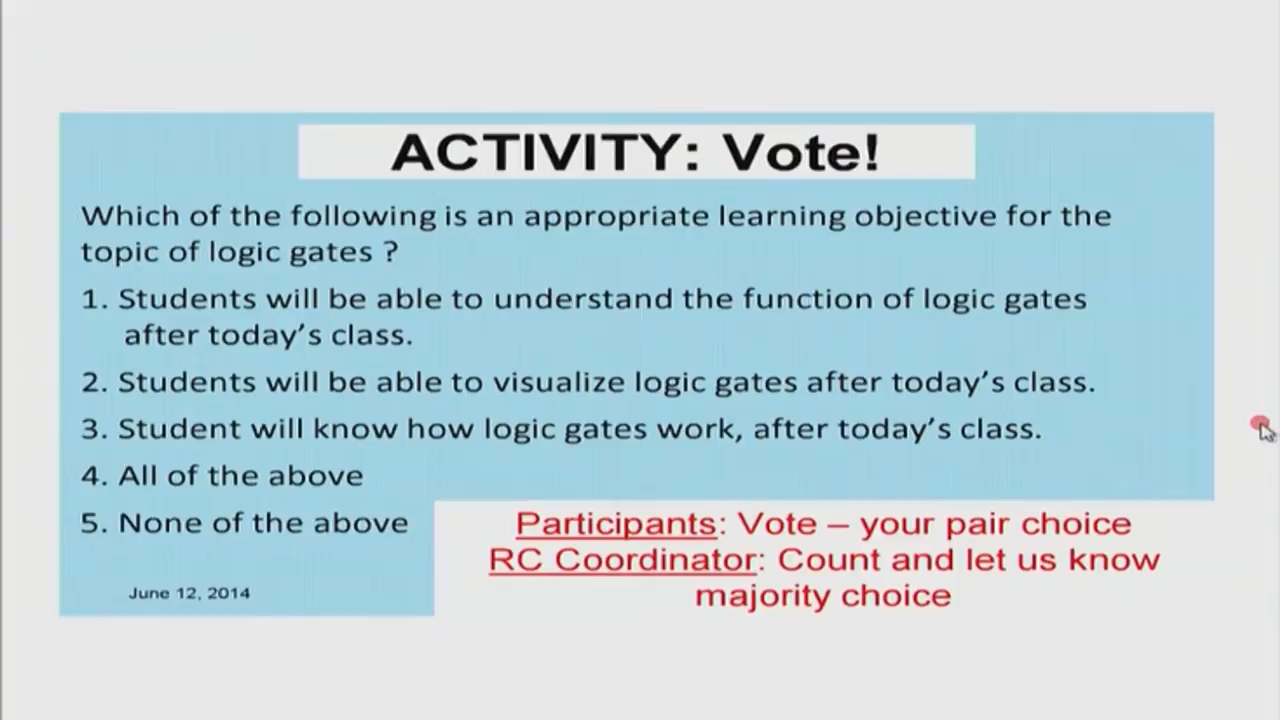 ACTIVITY: Vote!
Which of the following is an appropriate learning objective for the
topic of logic gates ?
1. Students will be able to understand the function of logic gates
after today's class.
2. Students will be able to visualize logic gates after today's class.
3. Student will know how logic gates work, after today's class.
4. All of the above
5. None of the above
Participants: Vote – your pair choice
RC Coordinator: Count and let us know
majority choice
June 12, 2014